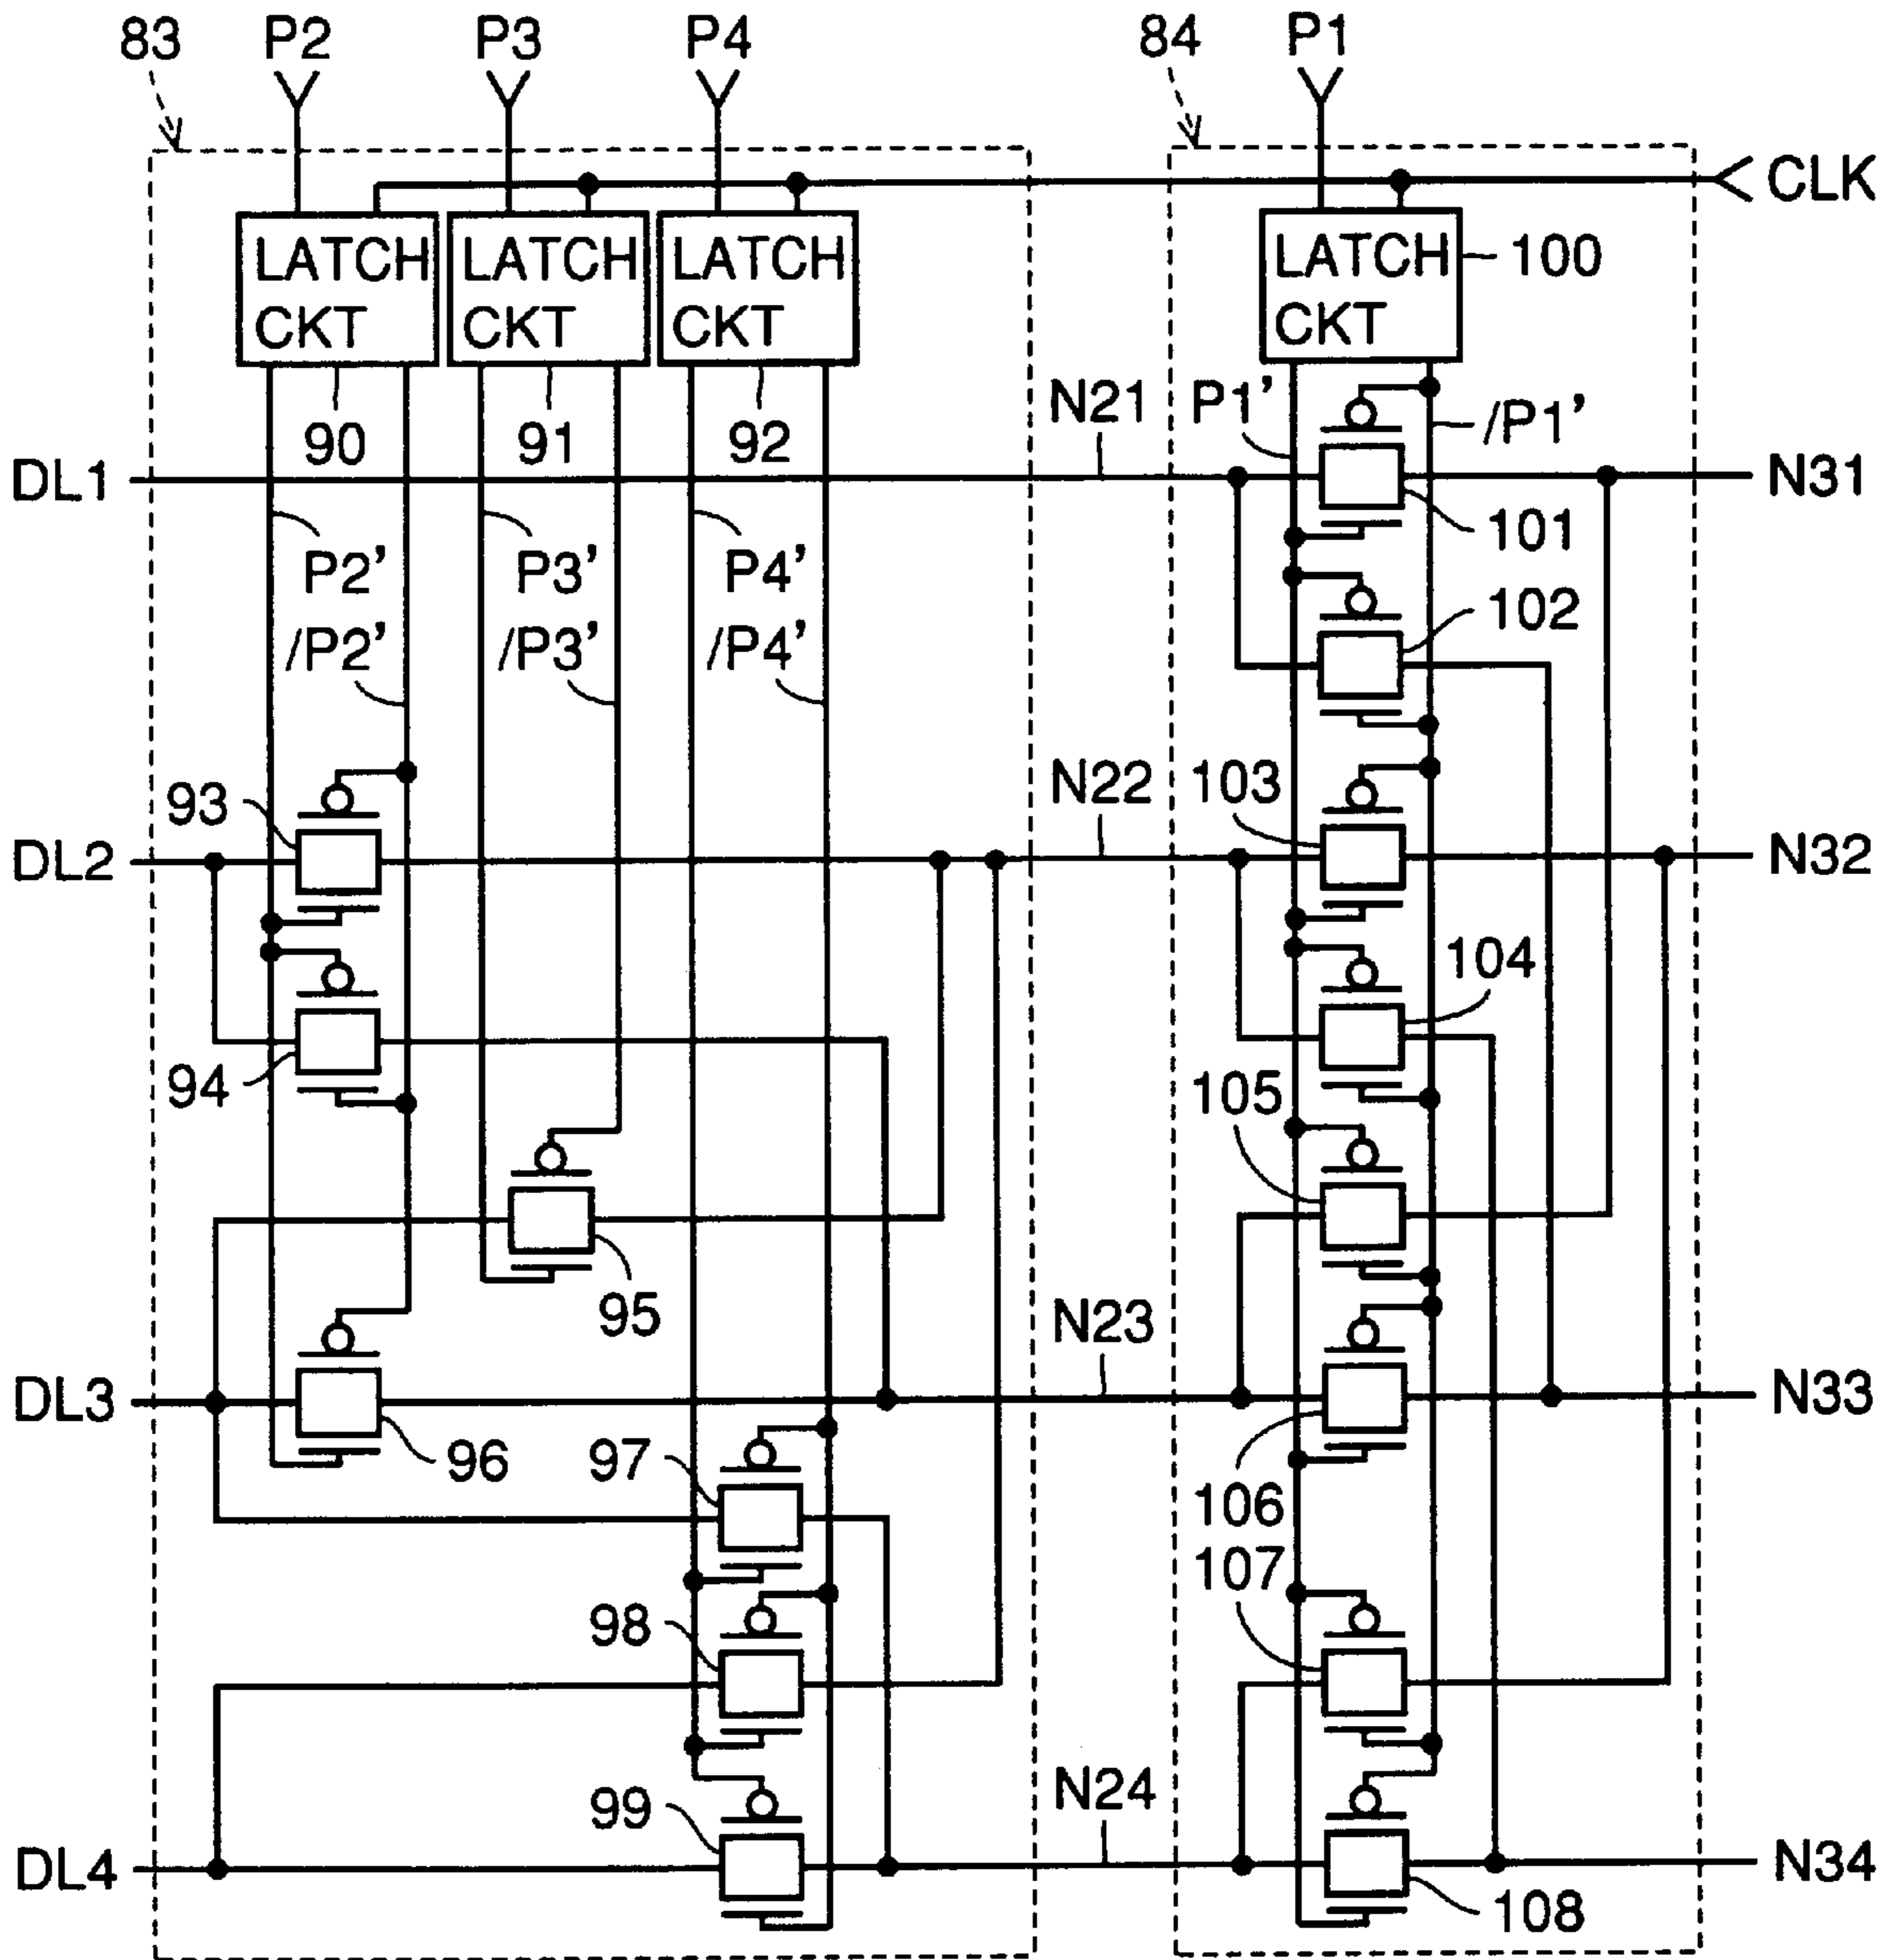 83 P2 P3 P4 84 P1
CLK
LATCH CKT LATCH CKT LATCH CKT LATCH CKT 100
90 91 92 N21 P1' /P1'
DL1 N31
101
P2' P3' P4'
102
/P2' /P3' /P4'
93 N22 103
DL2 N32
104
94 105
95
N23
DL3 N33
96 97 106
107
98
99 N24
DL4 N34
108